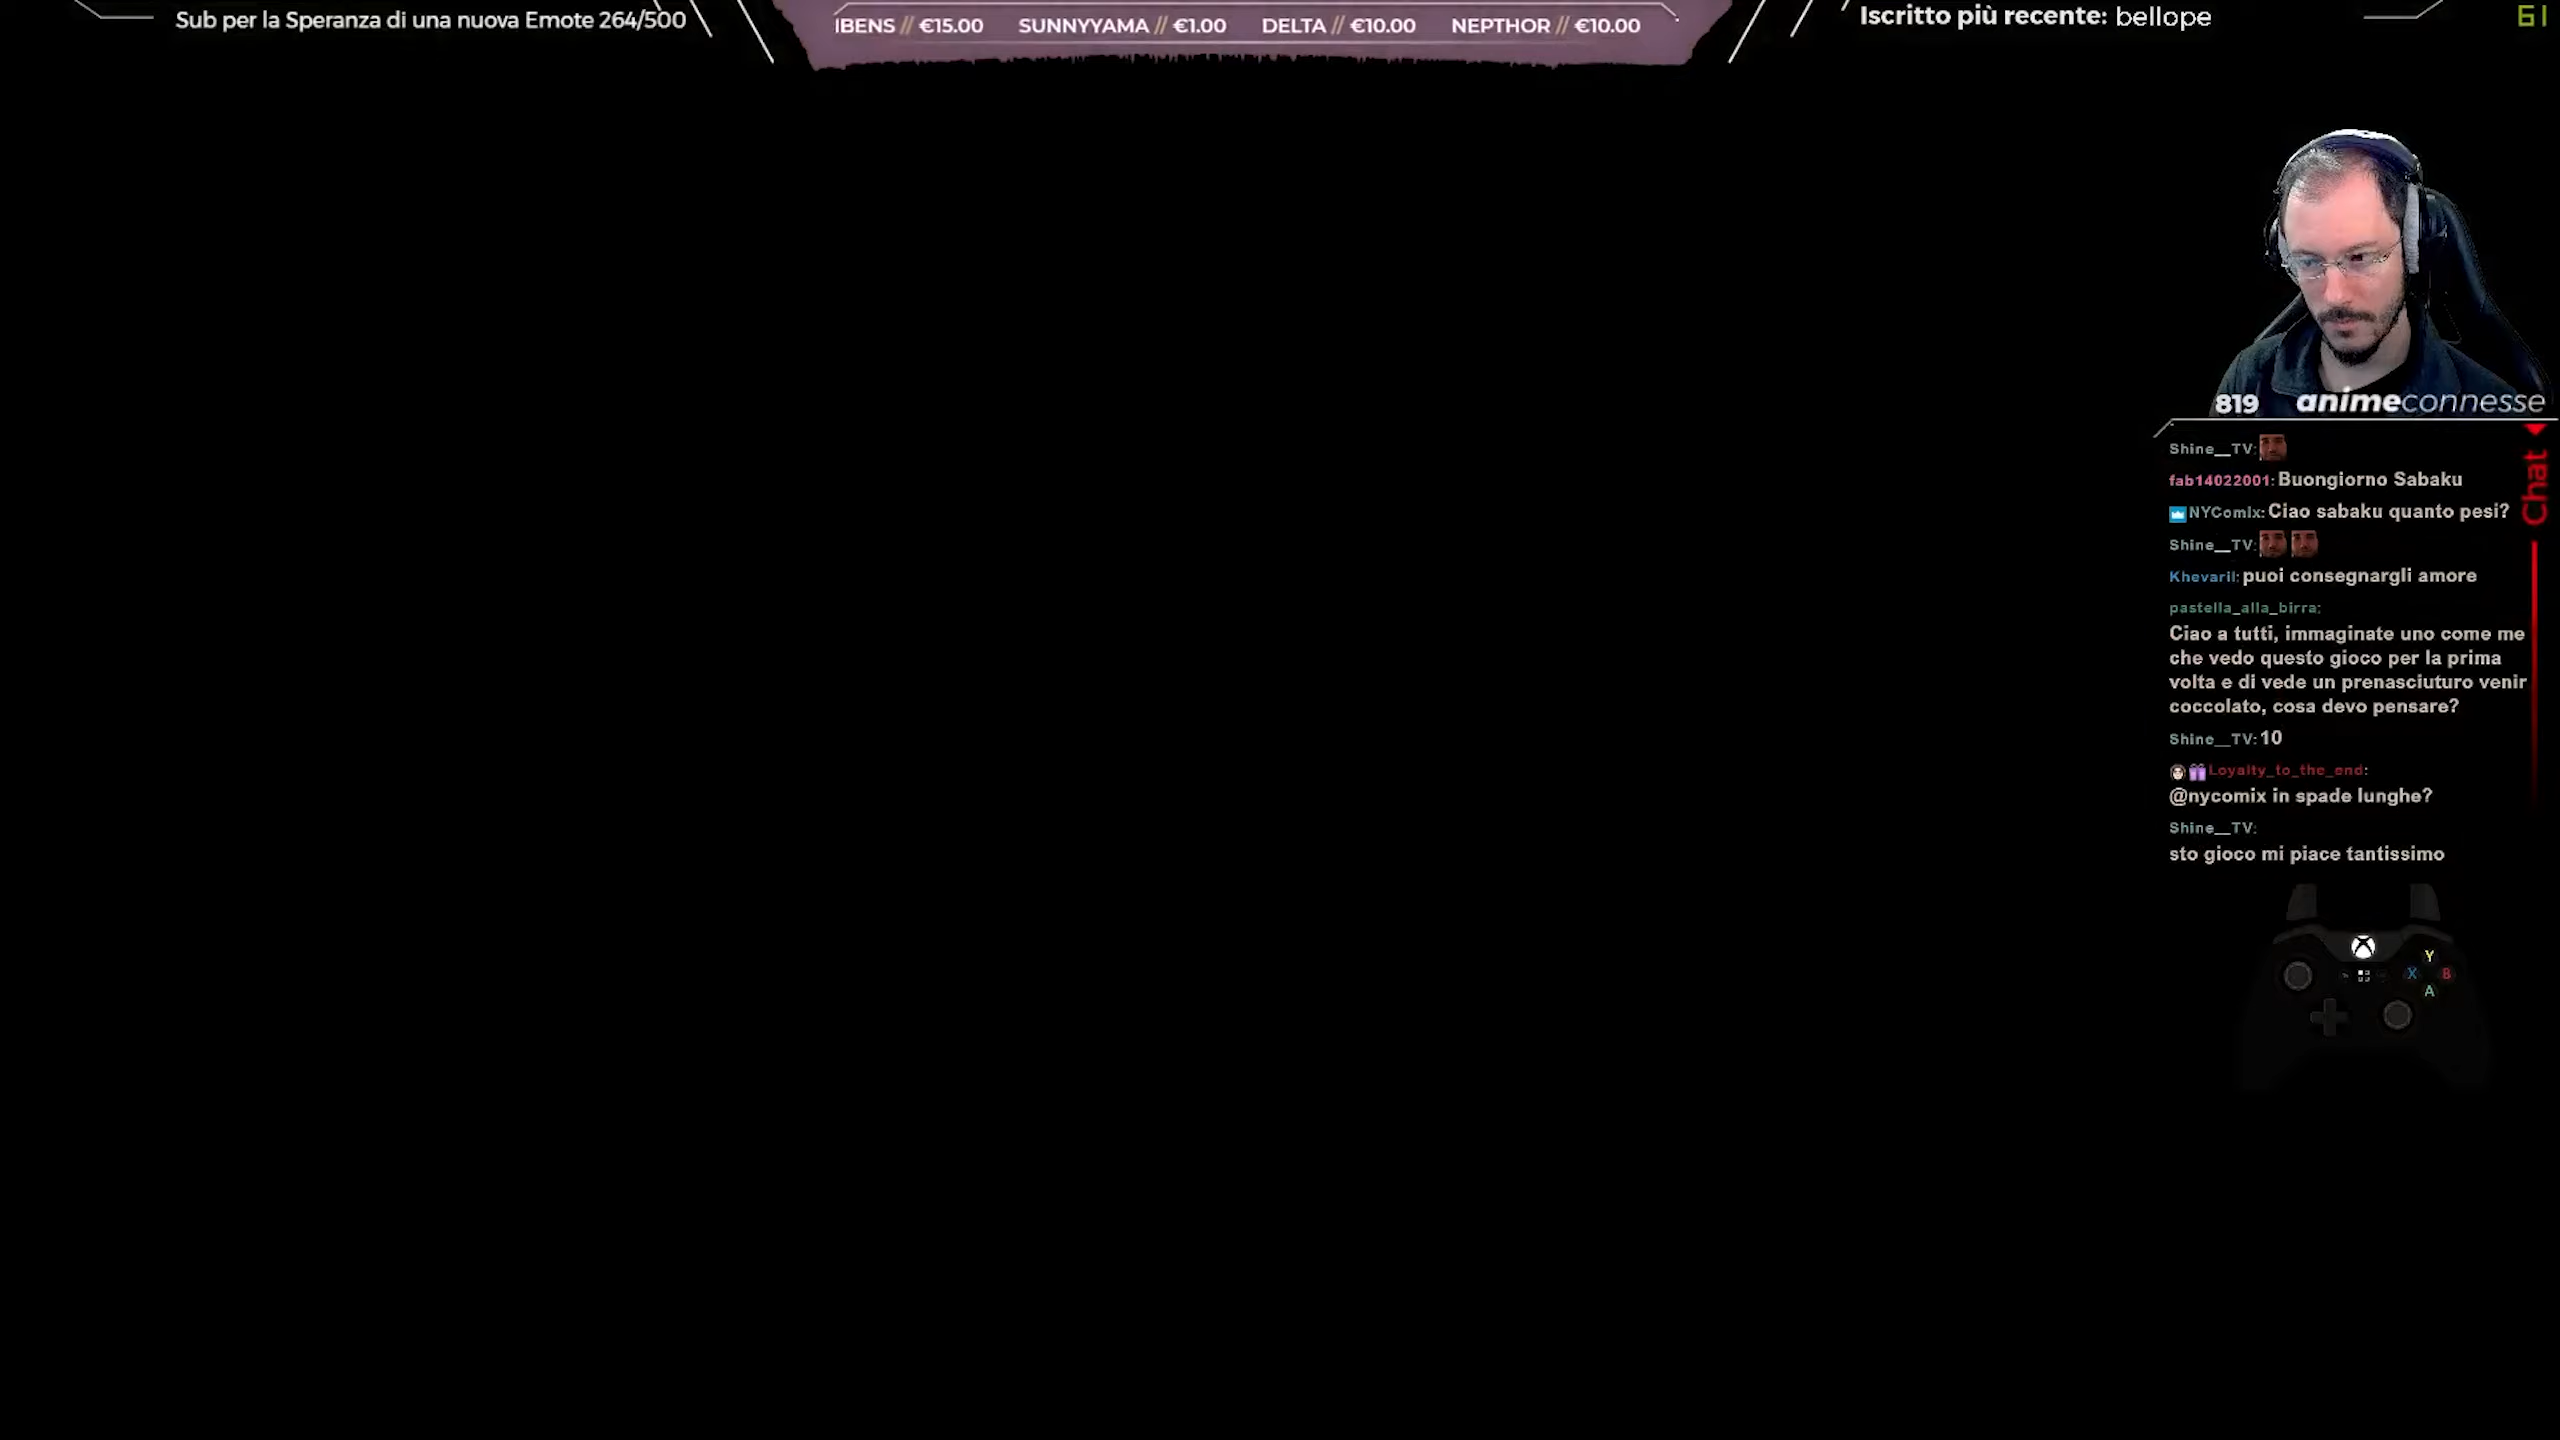 Sub per la Speranza di una nuova Emote 264/500
IBENS // €15.00 SUNNYYAMA // €1.00 DELTA // €10.00 NEPTHOR // €10.00
Iscritto più recente: bellope
61
819 animeconnesse
Chat
Shine__TV:
fab14022001: Buongiorno Sabaku
NYComix: Ciao sabaku quanto pesi?
Shine__TV:
Khevaril: puoi consegnargli amore
pastella_alla_birra:
Ciao a tutti, immaginate uno come me
che vedo questo gioco per la prima
volta e di vede un prenasciuturo venir
coccolato, cosa devo pensare?
Shine__TV: 10
Loyalty_to_the_end:
@nycomix in spade lunghe?
Shine__TV:
sto gioco mi piace tantissimo
Y
X B
A